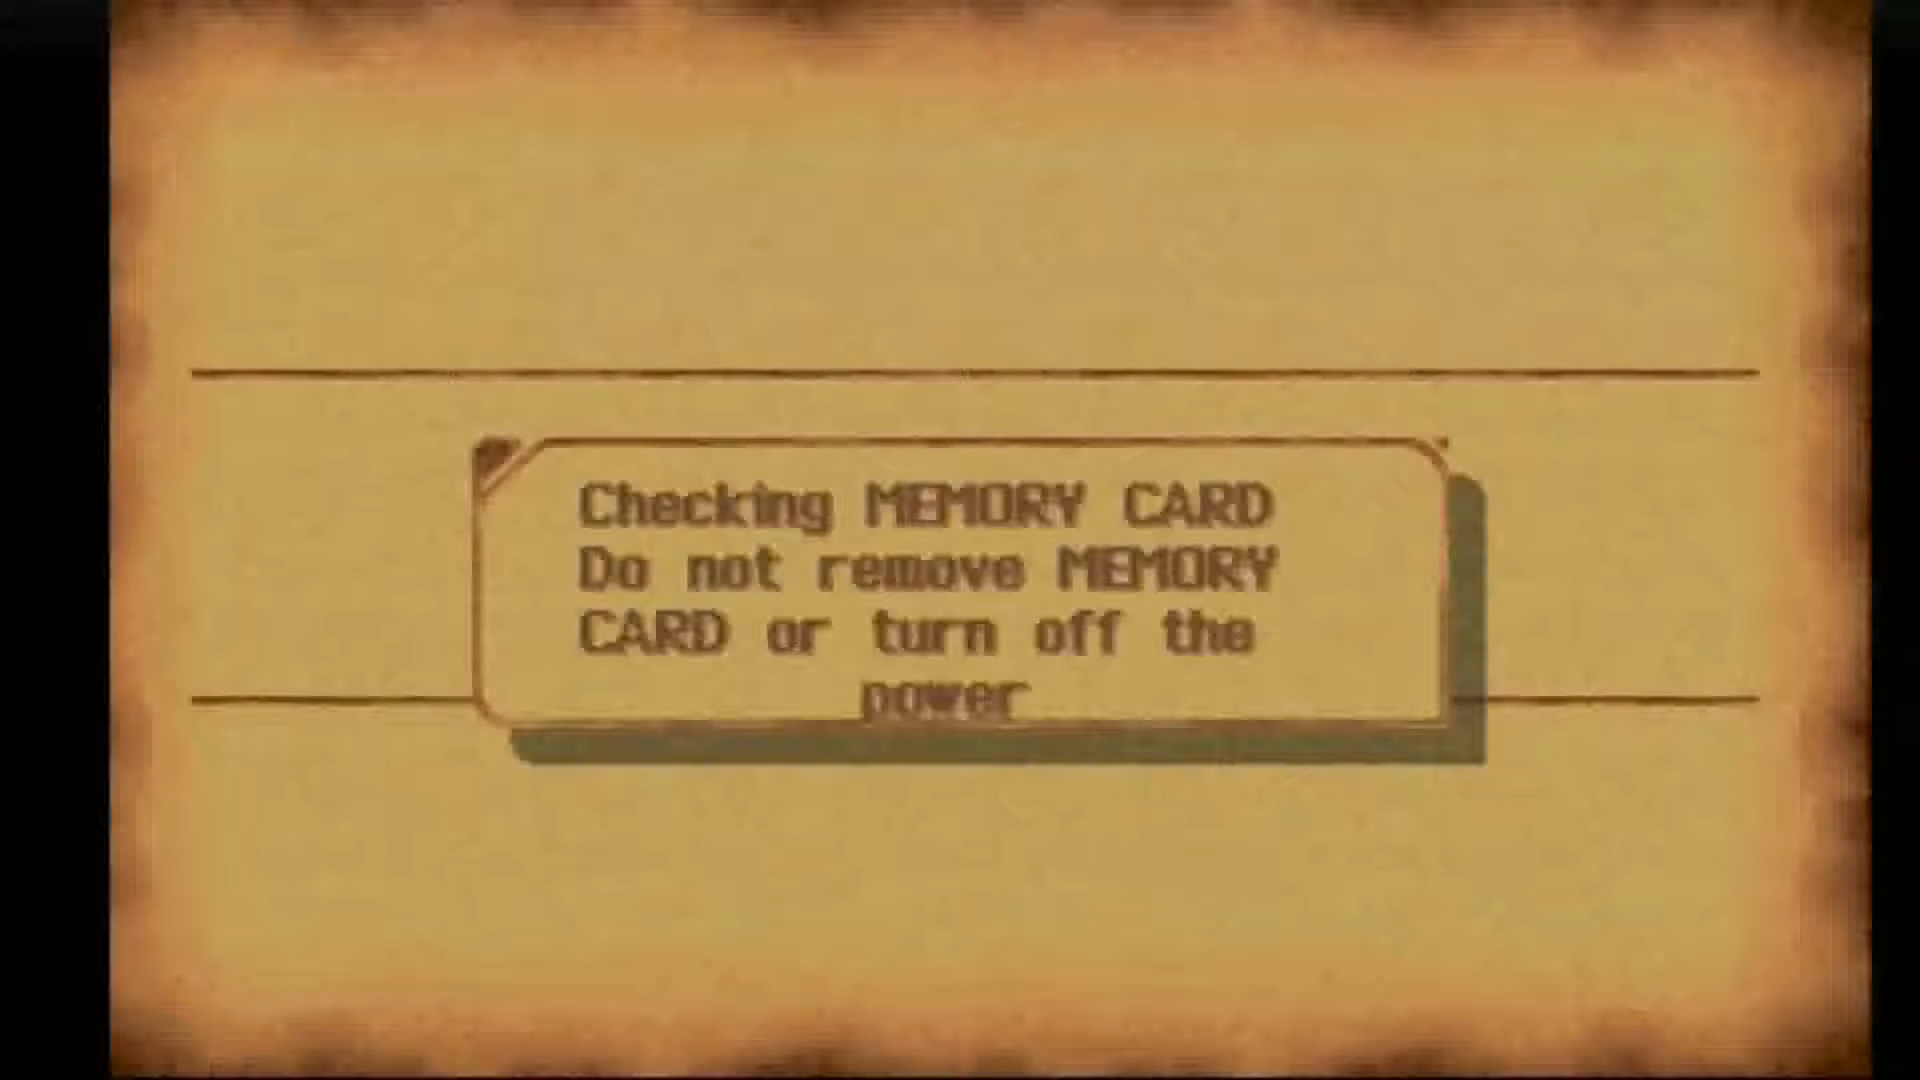 Checking MEMORY CARD
Do not remove MEMORY
CARD or turn off the
power